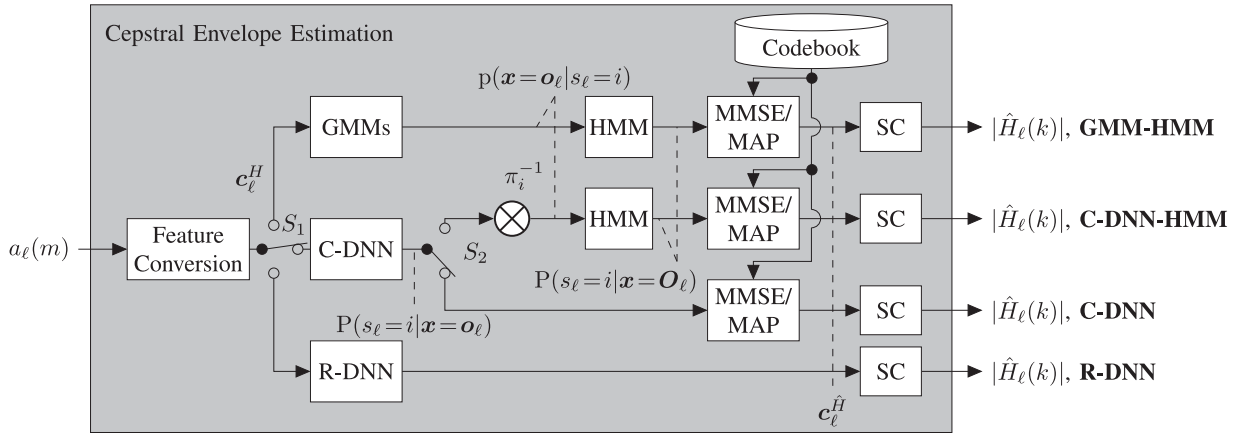 Cepstral Envelope Estimation
Codebook
p(x=o_ℓ|s_ℓ=i)
GMMs
HMM
MMSE/
MAP
SC
|Ĥ_ℓ(k)|, GMM-HMM
c_ℓ^H
π_i^{-1}
S_1
S_2
HMM
MMSE/
MAP
SC
|Ĥ_ℓ(k)|, C-DNN-HMM
a_ℓ(m)
Feature
Conversion
C-DNN
P(s_ℓ=i|x=O_ℓ)
P(s_ℓ=i|x=o_ℓ)
MMSE/
MAP
SC
|Ĥ_ℓ(k)|, C-DNN
R-DNN
SC
|Ĥ_ℓ(k)|, R-DNN
c_ℓ^Ĥ